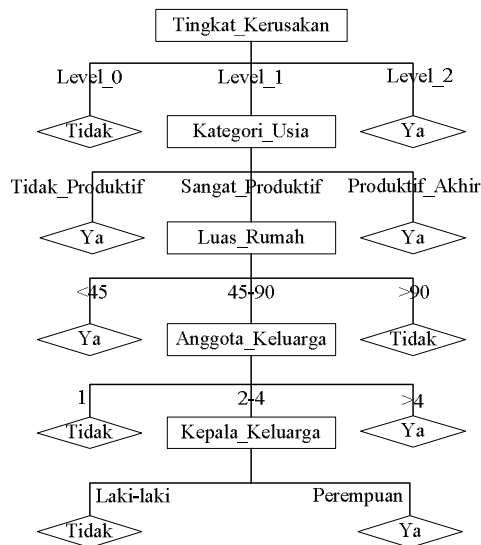 Tingkat_Kerusakan
Level_0 Level_1 Level_2
Tidak Kategori_Usia Ya
Tidak_Produktif Sangat_Produktif Produktif_Akhir
Ya Luas_Rumah Ya
<45 45-90 >90
Ya Anggota_Keluarga Tidak
1 2-4 >4
Tidak Kepala_Keluarga Ya
Laki-laki Perempuan
Tidak Ya